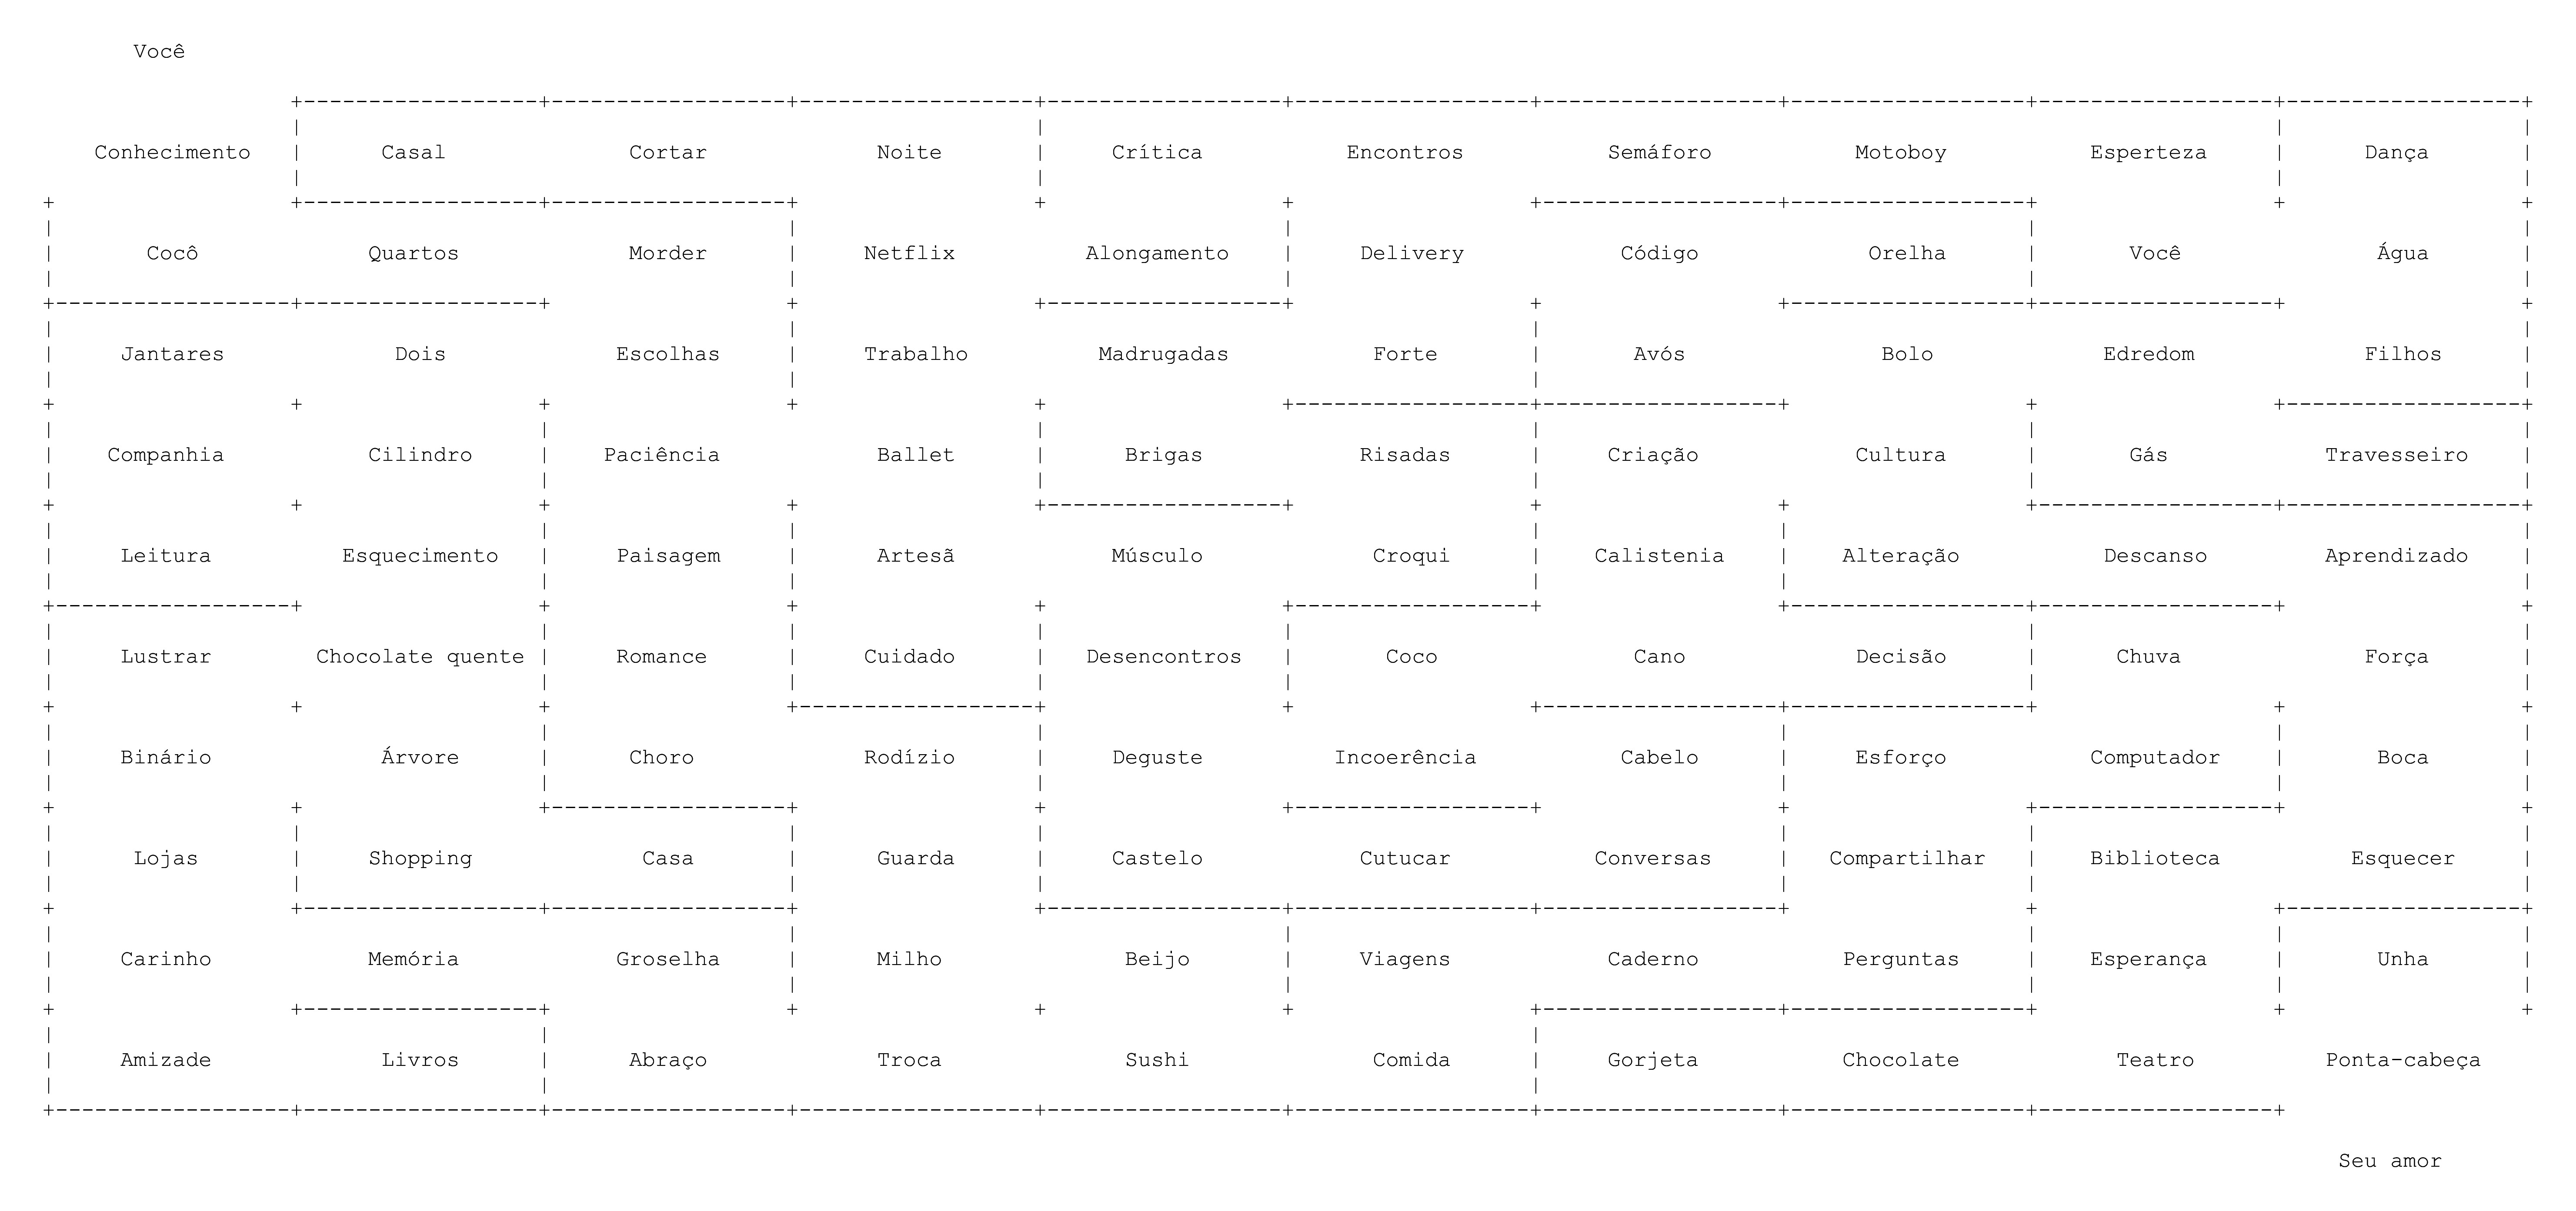 Você
Conhecimento Casal Cortar Noite Crítica Encontros Semáforo Motoboy Esperteza Dança
Cocô Quartos Morder Netflix Alongamento Delivery Código Orelha Você Água
Jantares Dois Escolhas Trabalho Madrugadas Forte Avós Bolo Edredom Filhos
Companhia Cilindro Paciência Ballet Brigas Risadas Criação Cultura Gás Travesseiro
Leitura Esquecimento Paisagem Artesã Músculo Croqui Calistenia Alteração Descanso Aprendizado
Lustrar Chocolate quente Romance Cuidado Desencontros Coco Cano Decisão Chuva Força
Binário Árvore Choro Rodízio Deguste Incoerência Cabelo Esforço Computador Boca
Lojas Shopping Casa Guarda Castelo Cutucar Conversas Compartilhar Biblioteca Esquecer
Carinho Memória Groselha Milho Beijo Viagens Caderno Perguntas Esperança Unha
Amizade Livros Abraço Troca Sushi Comida Gorjeta Chocolate Teatro Ponta-cabeça
Seu amor